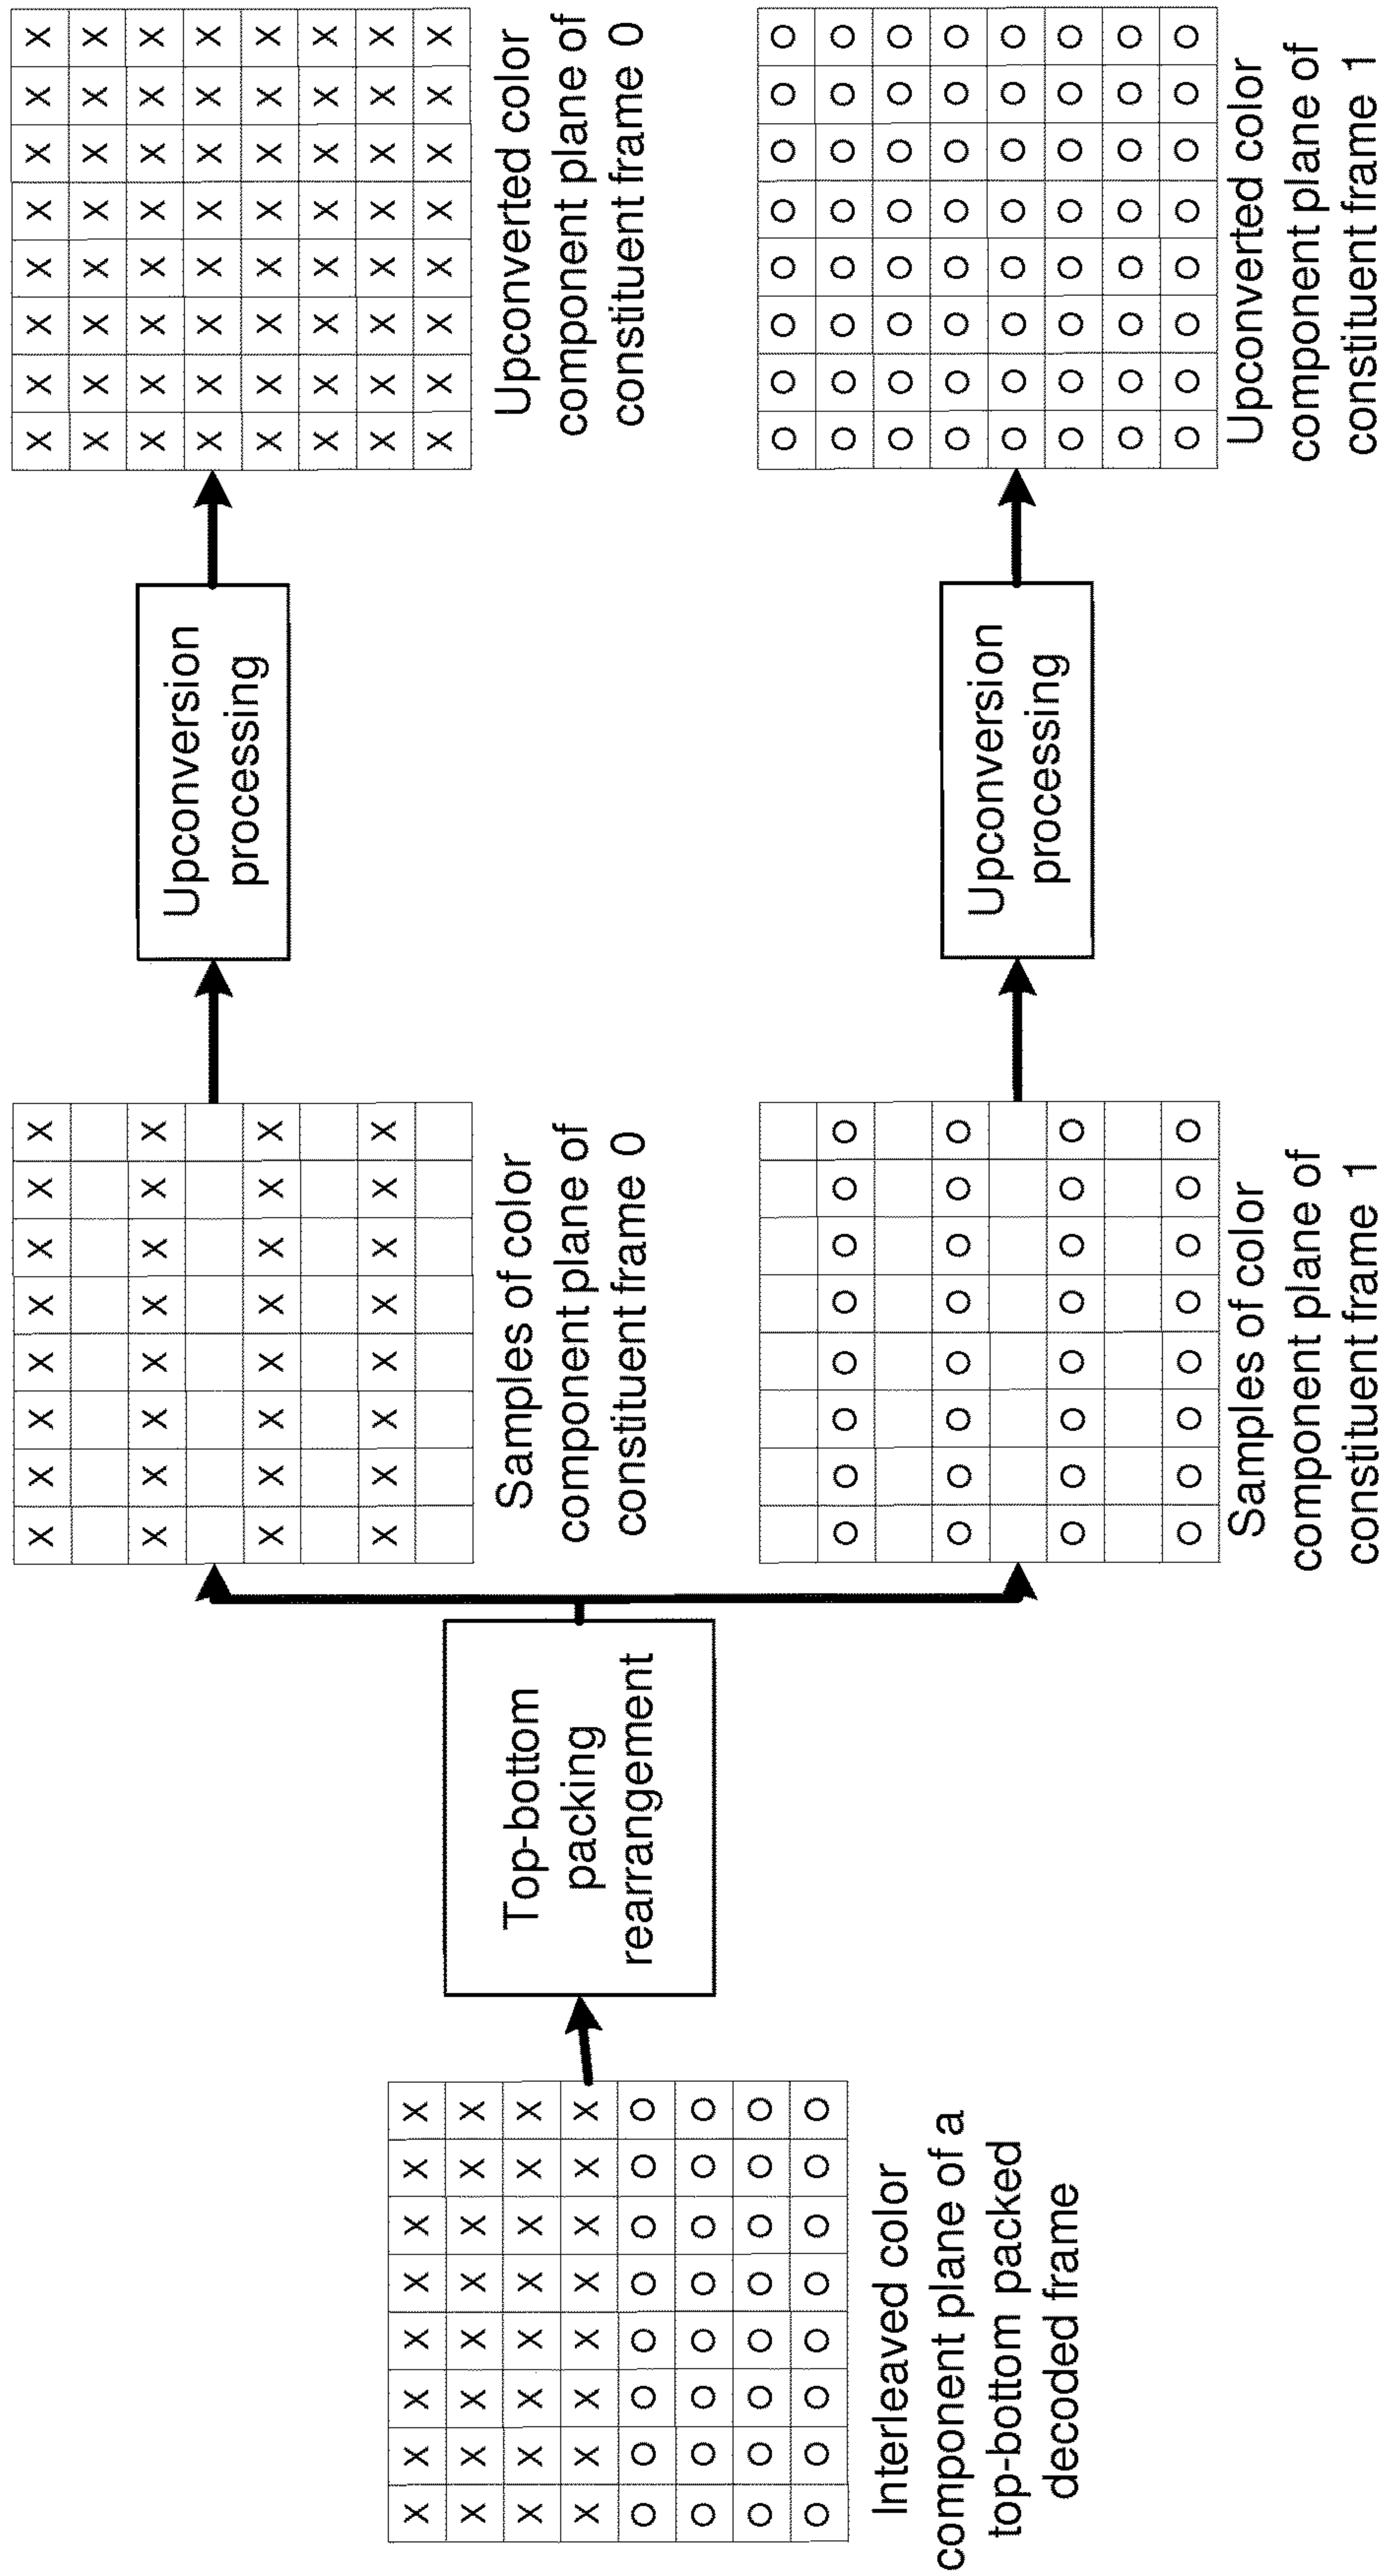 Interleaved color
component plane of a
top-bottom packed
decoded frame
Top-bottom
packing
rearrangement
Samples of color
component plane of
constituent frame 0
Upconversion
processing
Upconverted color
component plane of
constituent frame 0
Samples of color
component plane of
constituent frame 1
Upconversion
processing
Upconverted color
component plane of
constituent frame 1